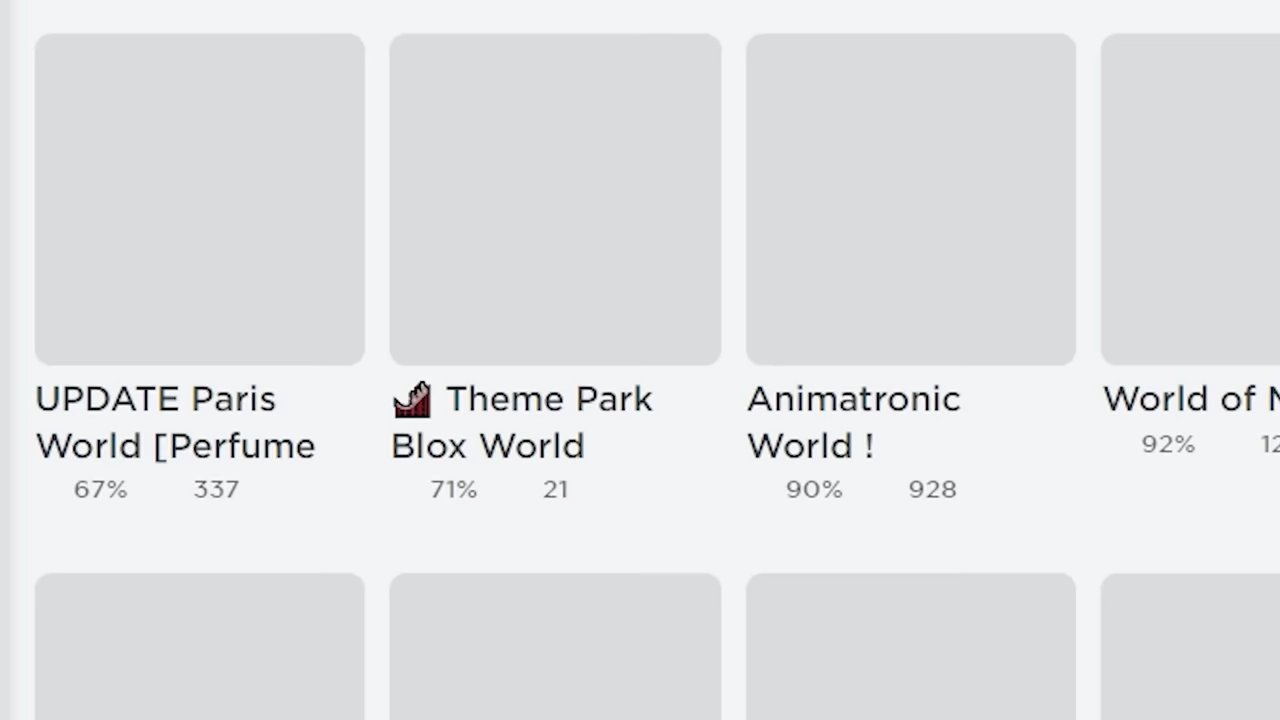 UPDATE Paris
World [Perfume
67% 337
🎢 Theme Park
Blox World
71% 21
Animatronic
World !
90% 928
World of
92%